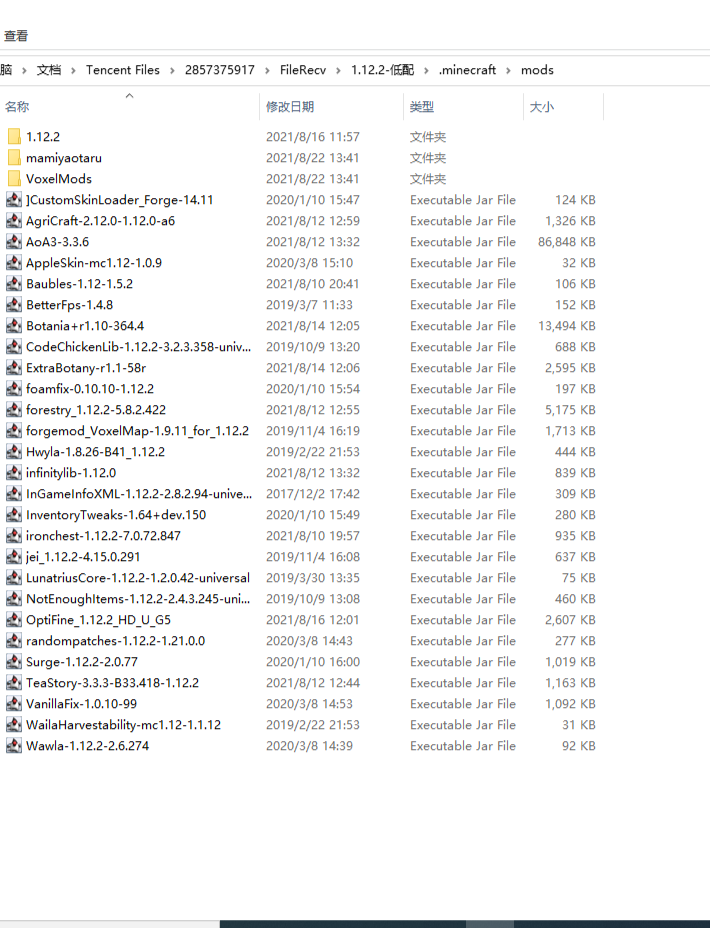 查看
脑 › 文档 › Tencent Files › 2857375917 › FileRecv › 1.12.2-低配 › .minecraft › mods
名称 修改日期 类型 大小
1.12.2 2021/8/16 11:57 文件夹
mamiyaotaru 2021/8/22 13:41 文件夹
VoxelMods 2021/8/22 13:41 文件夹
]CustomSkinLoader_Forge-14.11 2020/1/10 15:47 Executable Jar File 124 KB
AgriCraft-2.12.0-1.12.0-a6 2021/8/12 12:59 Executable Jar File 1,326 KB
AoA3-3.3.6 2021/8/12 13:32 Executable Jar File 86,848 KB
AppleSkin-mc1.12-1.0.9 2020/3/8 15:10 Executable Jar File 32 KB
Baubles-1.12-1.5.2 2021/8/10 20:41 Executable Jar File 106 KB
BetterFps-1.4.8 2019/3/7 11:33 Executable Jar File 152 KB
Botania+r1.10-364.4 2021/8/14 12:05 Executable Jar File 13,494 KB
CodeChickenLib-1.12.2-3.2.3.358-univ... 2019/10/9 13:20 Executable Jar File 688 KB
ExtraBotany-r1.1-58r 2021/8/14 12:06 Executable Jar File 2,595 KB
foamfix-0.10.10-1.12.2 2020/1/10 15:54 Executable Jar File 197 KB
forestry_1.12.2-5.8.2.422 2021/8/12 12:55 Executable Jar File 5,175 KB
forgemod_VoxelMap-1.9.11_for_1.12.2 2019/11/4 16:19 Executable Jar File 1,713 KB
Hwyla-1.8.26-B41_1.12.2 2019/2/22 21:53 Executable Jar File 444 KB
infinitylib-1.12.0 2021/8/12 13:32 Executable Jar File 839 KB
InGameInfoXML-1.12.2-2.8.2.94-unive... 2017/12/2 17:42 Executable Jar File 309 KB
InventoryTweaks-1.64+dev.150 2020/1/10 15:49 Executable Jar File 280 KB
ironchest-1.12.2-7.0.72.847 2021/8/10 19:57 Executable Jar File 935 KB
jei_1.12.2-4.15.0.291 2019/11/4 16:08 Executable Jar File 637 KB
LunatriusCore-1.12.2-1.2.0.42-universal 2019/3/30 13:35 Executable Jar File 75 KB
NotEnoughItems-1.12.2-2.4.3.245-uni... 2019/10/9 13:08 Executable Jar File 460 KB
OptiFine_1.12.2_HD_U_G5 2021/8/16 12:01 Executable Jar File 2,607 KB
randompatches-1.12.2-1.21.0.0 2020/3/8 14:43 Executable Jar File 277 KB
Surge-1.12.2-2.0.77 2020/1/10 16:00 Executable Jar File 1,019 KB
TeaStory-3.3.3-B33.418-1.12.2 2021/8/12 12:44 Executable Jar File 1,163 KB
VanillaFix-1.0.10-99 2020/3/8 14:53 Executable Jar File 1,092 KB
WailaHarvestability-mc1.12-1.1.12 2019/2/22 21:53 Executable Jar File 31 KB
Wawla-1.12.2-2.6.274 2020/3/8 14:39 Executable Jar File 92 KB